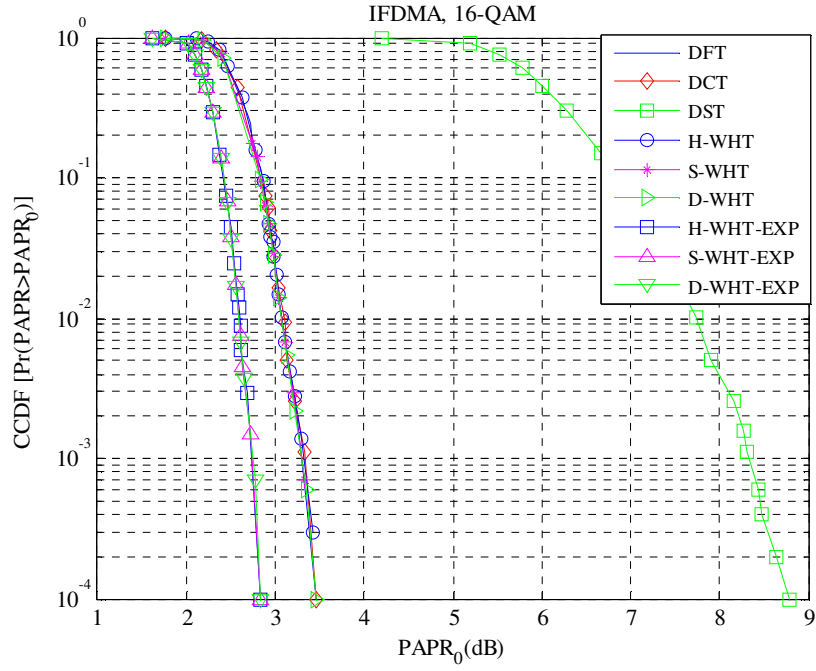 IFDMA, 16-QAM
10^0
10^-1
10^-2
10^-3
10^-4
CCDF [Pr(PAPR>PAPR_0)]
DFT
DCT
DST
H-WHT
S-WHT
D-WHT
H-WHT-EXP
S-WHT-EXP
D-WHT-EXP
1 2 3 4 5 6 7 8 9
PAPR_0(dB)